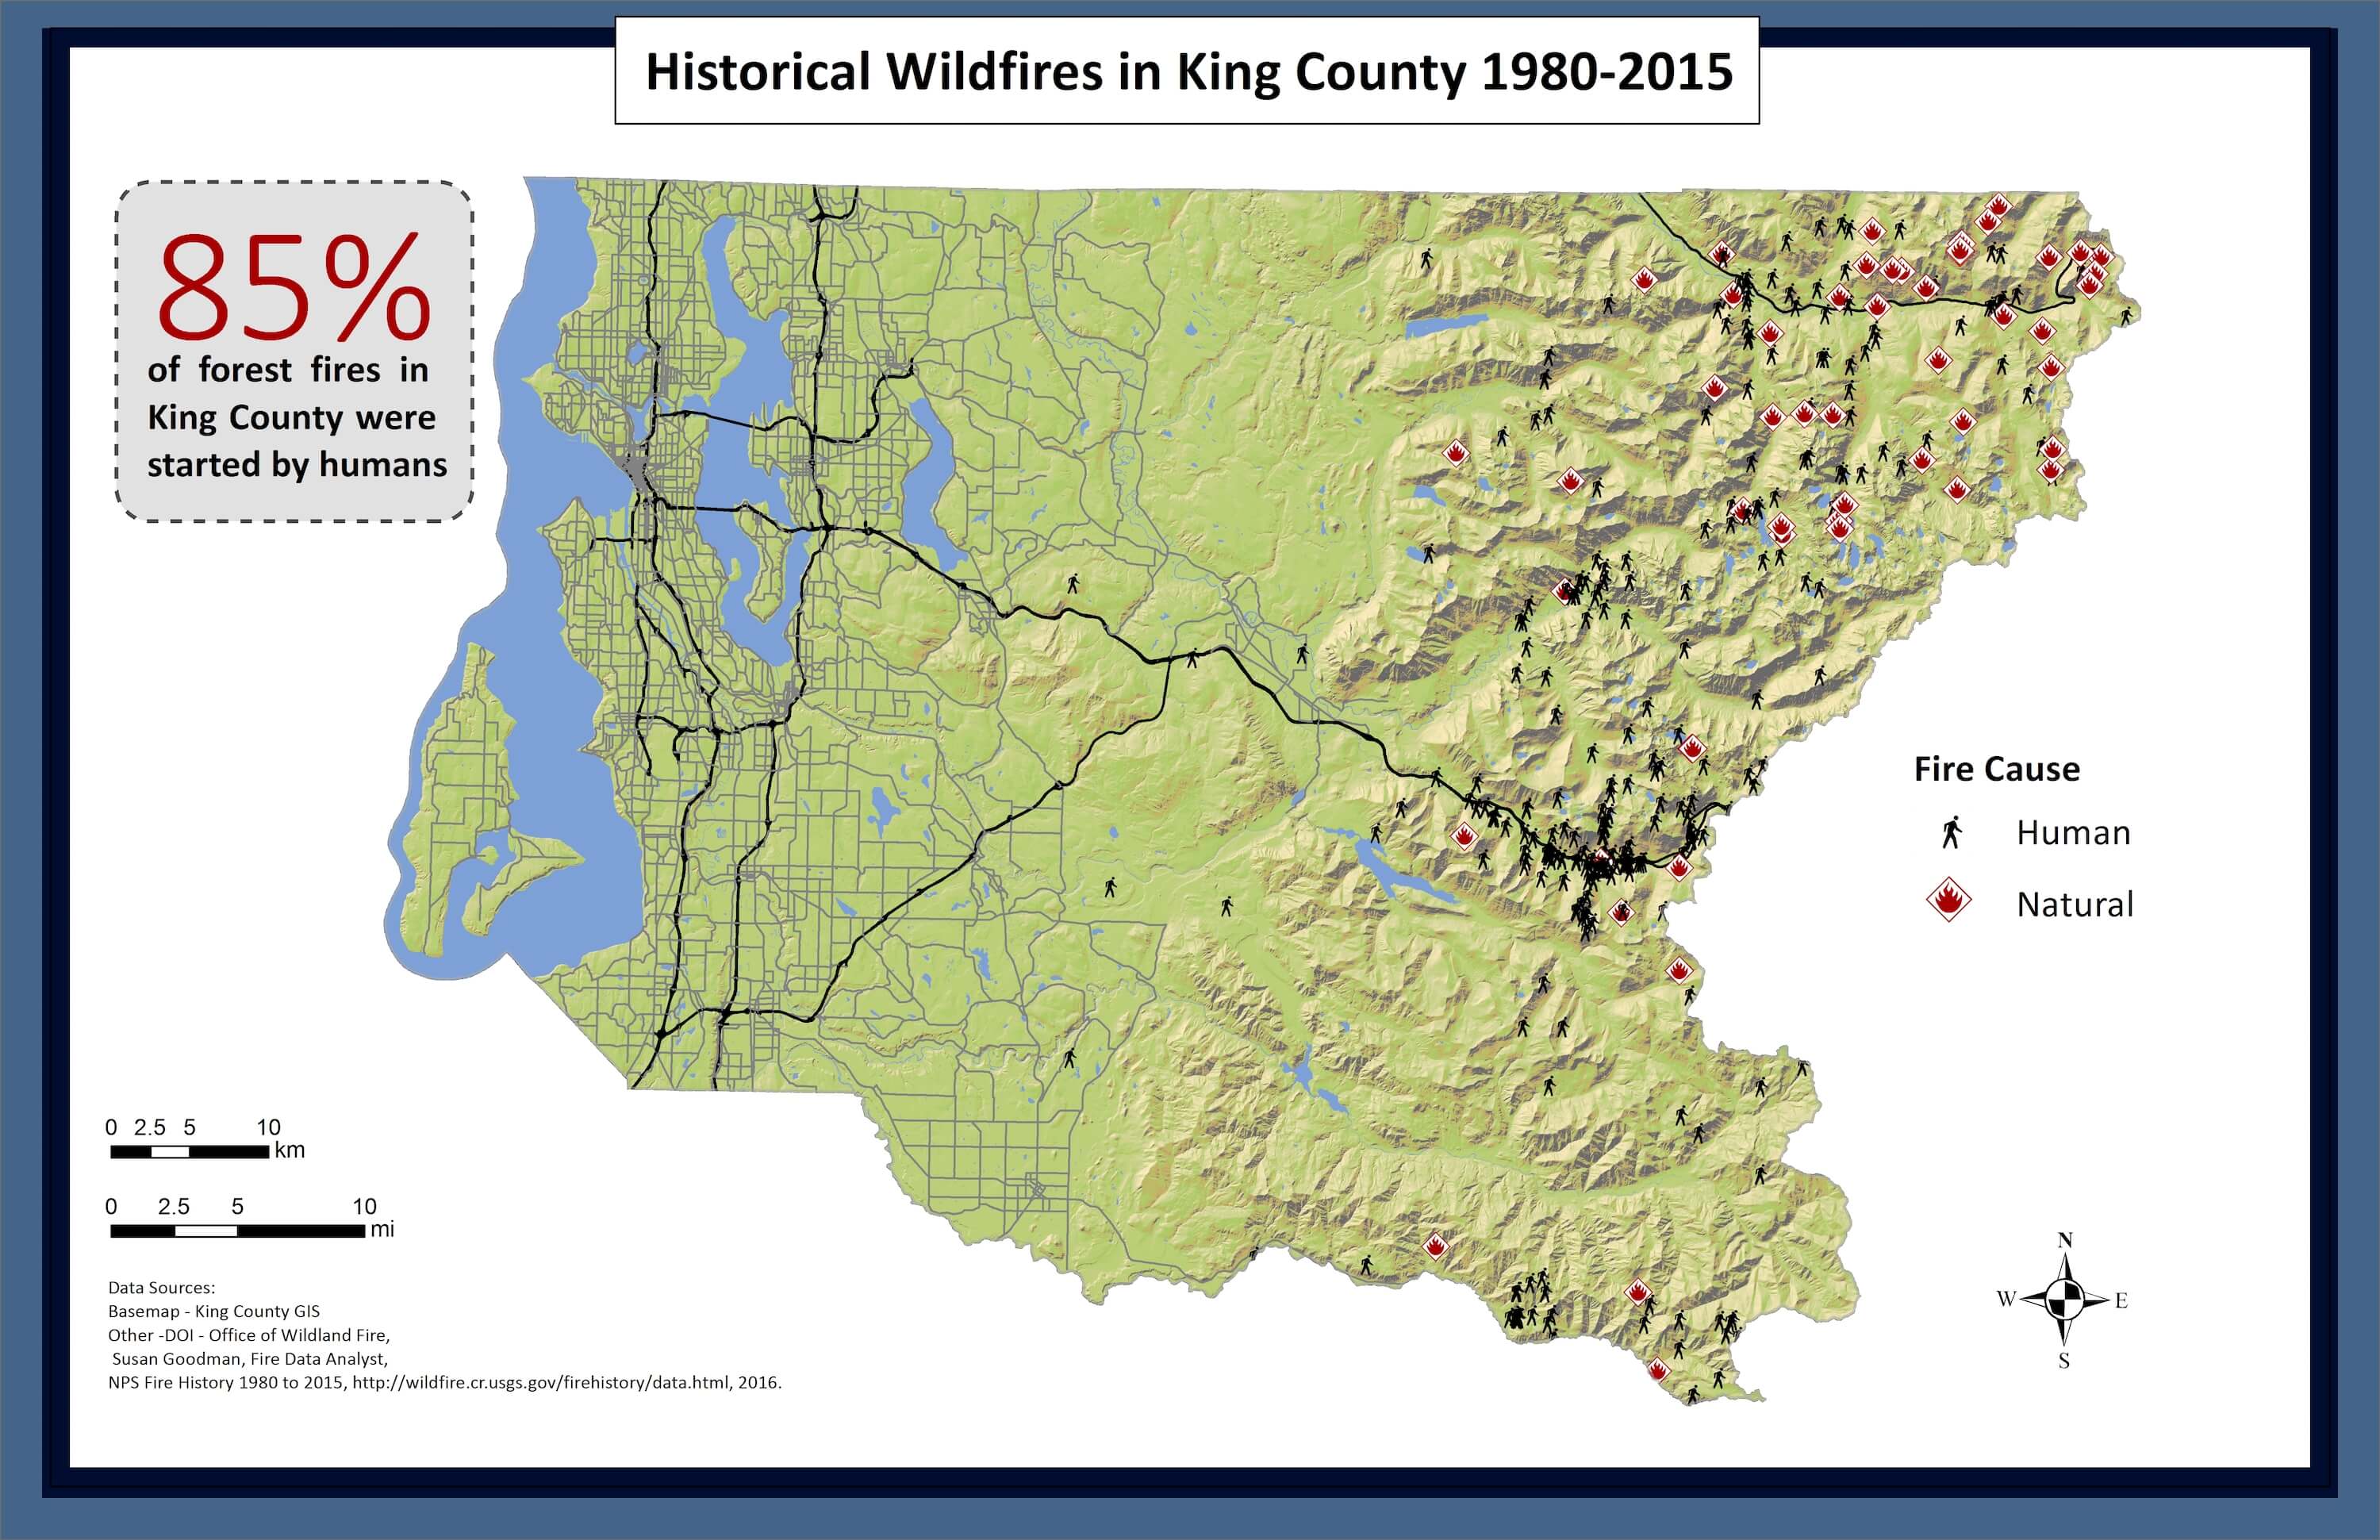 Historical Wildfires in King County 1980-2015
85%
of forest fires in
King County were
started by humans
Fire Cause
Human
Natural
0 2.5 5 10
km
0 2.5 5 10
mi
Data Sources:
Basemap - King County GIS
Other -DOI - Office of Wildland Fire,
Susan Goodman, Fire Data Analyst,
NPS Fire History 1980 to 2015, http://wildfire.cr.usgs.gov/firehistory/data.html, 2016.
N
W E
S